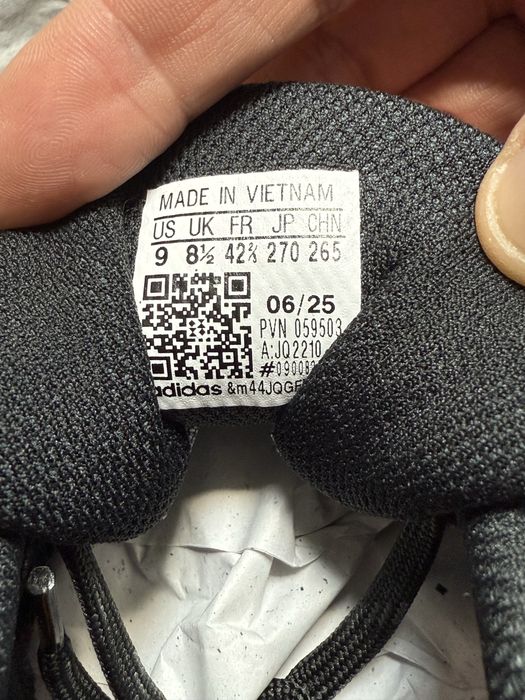 MADE IN VIETNAM
US UK FR JP CHN
9 8½ 42⅔ 270 265
06/25
PVN 059503
A:JQ2210
adidas